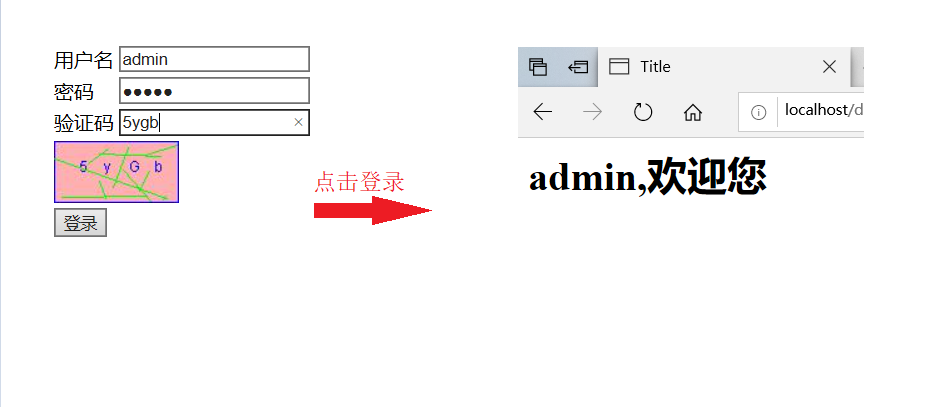 用户名 admin
密码 •••••
验证码 5ygb
5 y G b
登录
点击登录
Title
localhost/d
admin,欢迎您